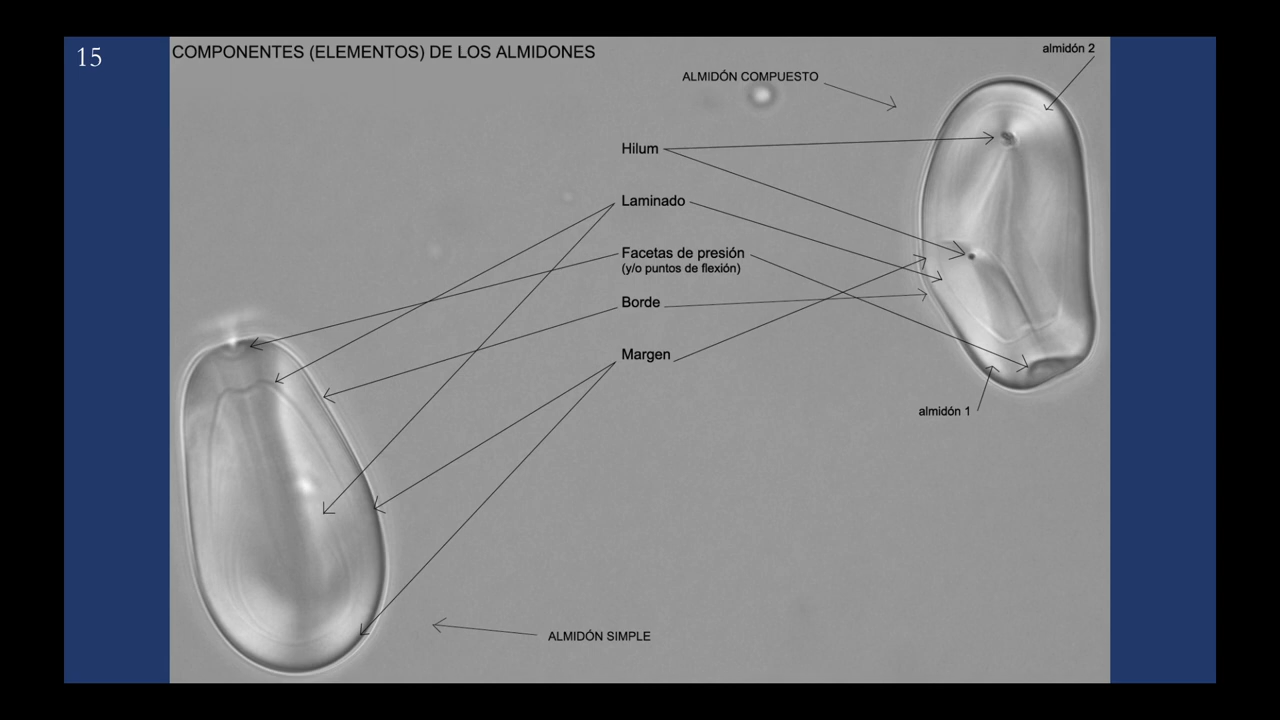 15
COMPONENTES (ELEMENTOS) DE LOS ALMIDONES
almidón 2
ALMIDÓN COMPUESTO
Hilum
Laminado
Facetas de presión
(y/o puntos de flexión)
Borde
Margen
almidón 1
ALMIDÓN SIMPLE